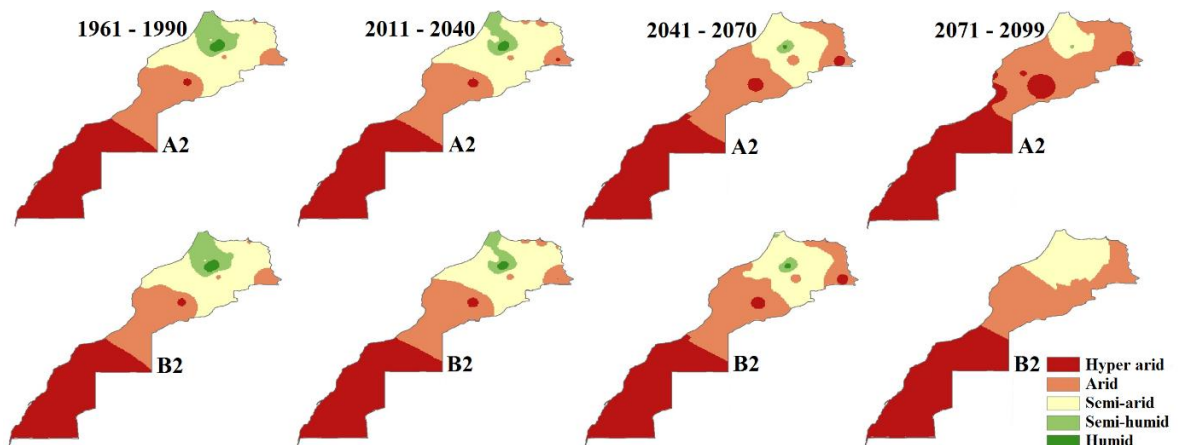 1961 - 1990
2011 - 2040
2041 - 2070
2071 - 2099
A2
A2
A2
A2
B2
B2
B2
B2
Hyper arid
Arid
Semi-arid
Semi-humid
Humid